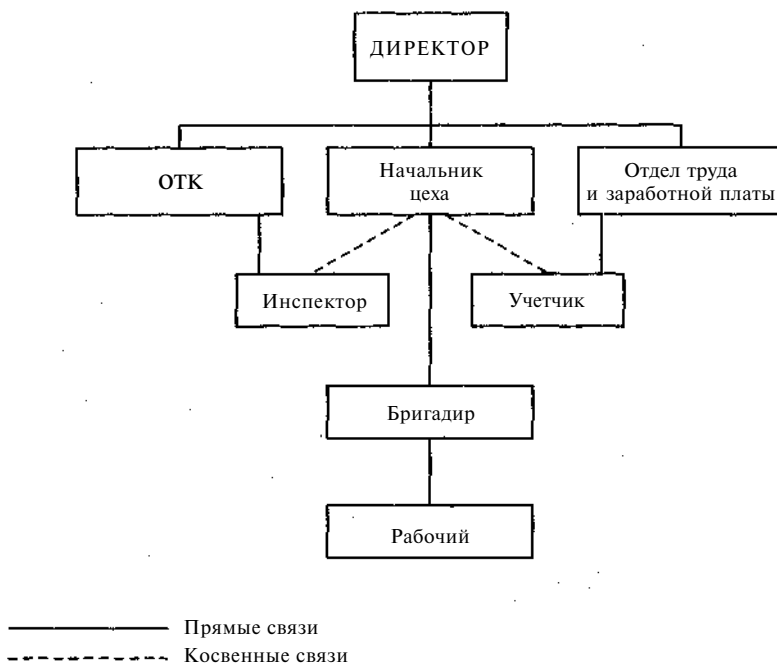 ДИРЕКТОР
ОТК
Начальник
цеха
Отдел труда
и заработной платы
Инспектор
Учетчик
Бригадир
Рабочий
Прямые связи
Косвенные связи